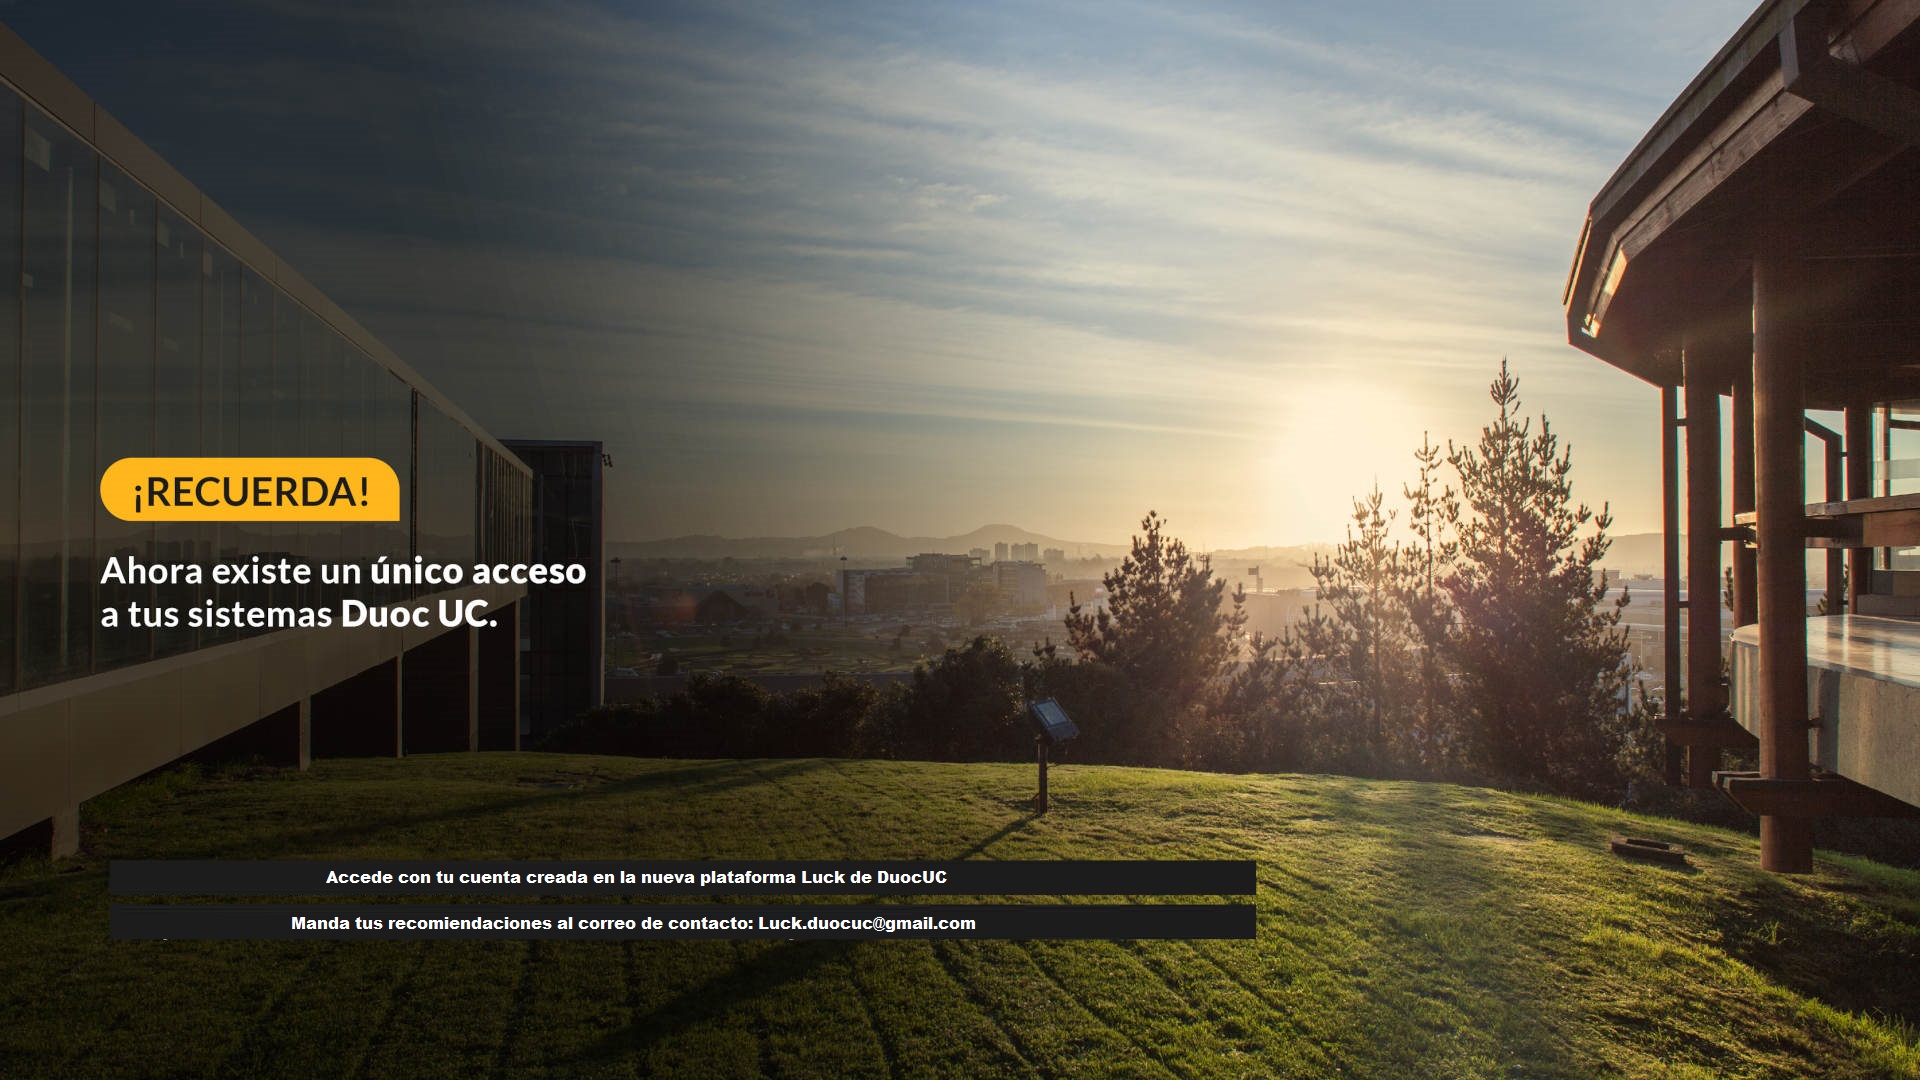 ¡RECUERDA!
Ahora existe un único acceso
a tus sistemas Duoc UC.
Accede con tu cuenta creada en la nueva plataforma Luck de DuocUC
Manda tus recomiendaciones al correo de contacto: Luck.duocuc@gmail.com